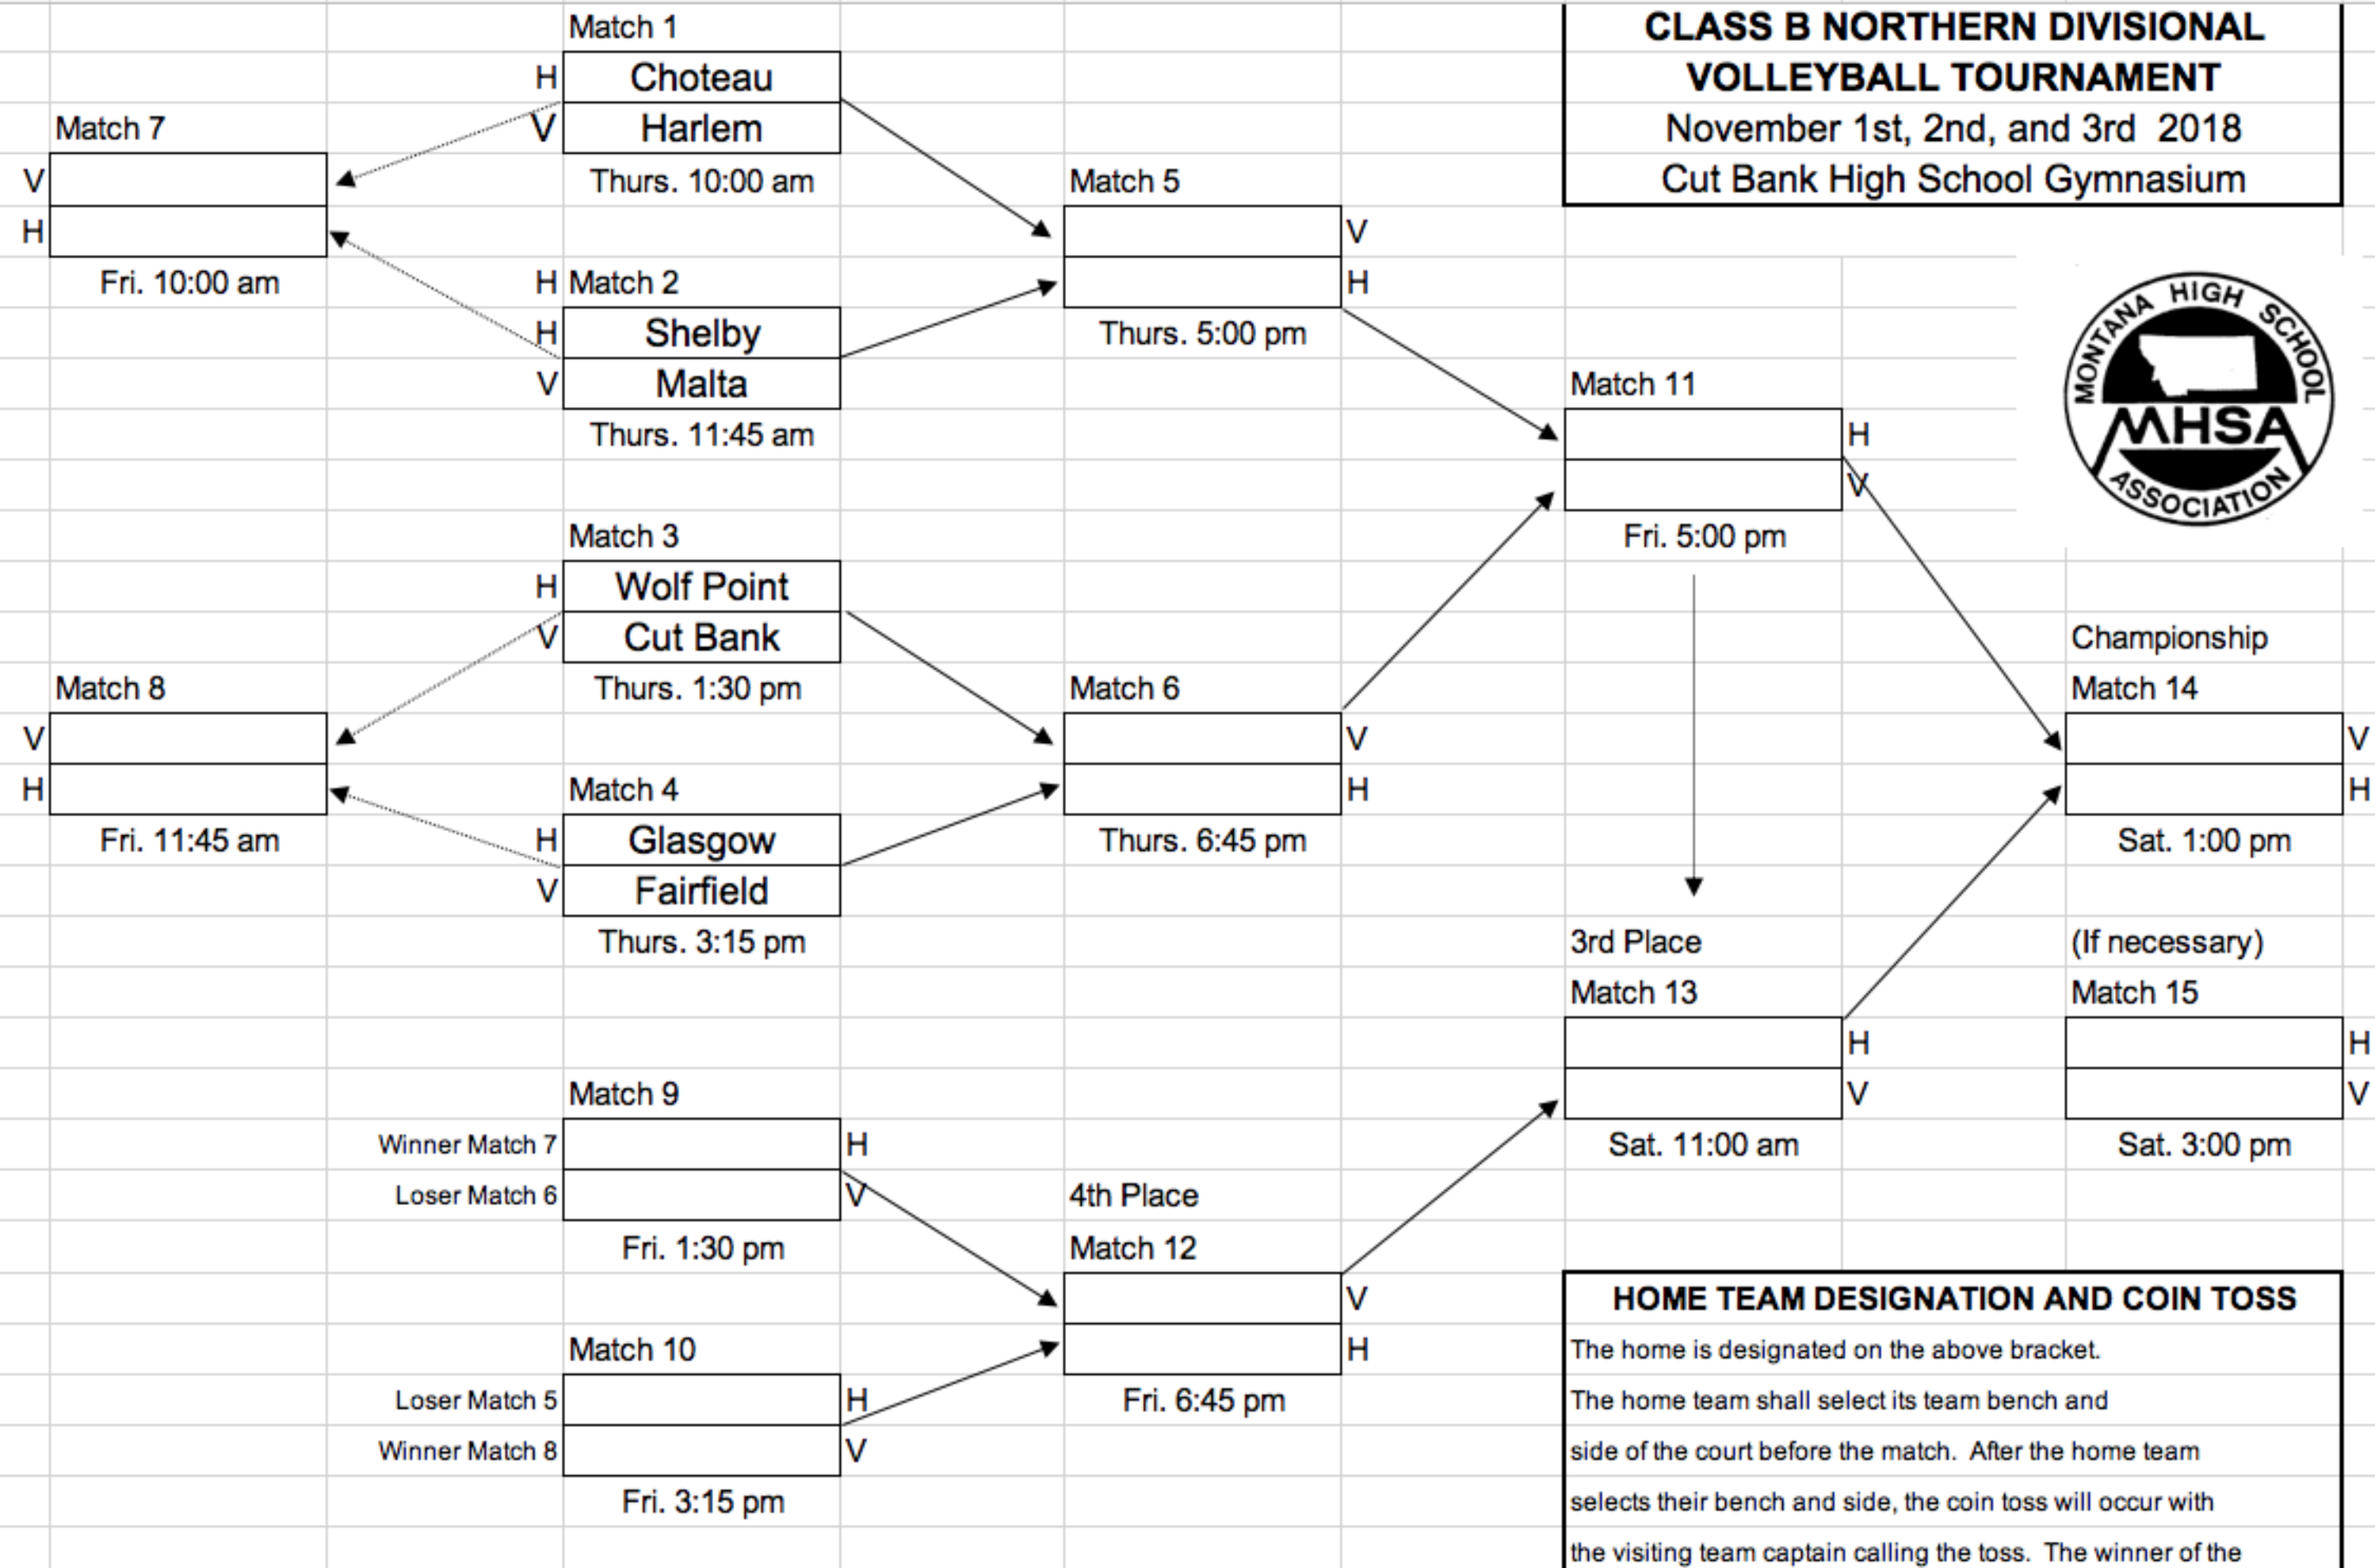 CLASS B NORTHERN DIVISIONAL
VOLLEYBALL TOURNAMENT
November 1st, 2nd, and 3rd  2018
Cut Bank High School Gymnasium
MONTANA HIGH SCHOOL
MHSA
ASSOCIATION
Match 1
H
Choteau
V
Harlem
Thurs. 10:00 am
Match 7
V
H
Fri. 10:00 am
H
Match 2
H
Shelby
V
Malta
Thurs. 11:45 am
Match 5
V
H
Thurs. 5:00 pm
Match 3
H
Wolf Point
V
Cut Bank
Thurs. 1:30 pm
Match 8
V
H
Fri. 11:45 am
Match 4
H
Glasgow
V
Fairfield
Thurs. 3:15 pm
Match 6
V
H
Thurs. 6:45 pm
Match 11
H
V
Fri. 5:00 pm
Championship
Match 14
V
H
Sat. 1:00 pm
3rd Place
Match 13
H
V
Sat. 11:00 am
(If necessary)
Match 15
H
V
Sat. 3:00 pm
Match 9
Winner Match 7
H
Loser Match 6
V
Fri. 1:30 pm
4th Place
Match 12
V
H
Fri. 6:45 pm
Match 10
Loser Match 5
H
Winner Match 8
V
Fri. 3:15 pm
HOME TEAM DESIGNATION AND COIN TOSS
The home is designated on the above bracket.
The home team shall select its team bench and
side of the court before the match.  After the home team
selects their bench and side, the coin toss will occur with
the visiting team captain calling the toss.  The winner of the